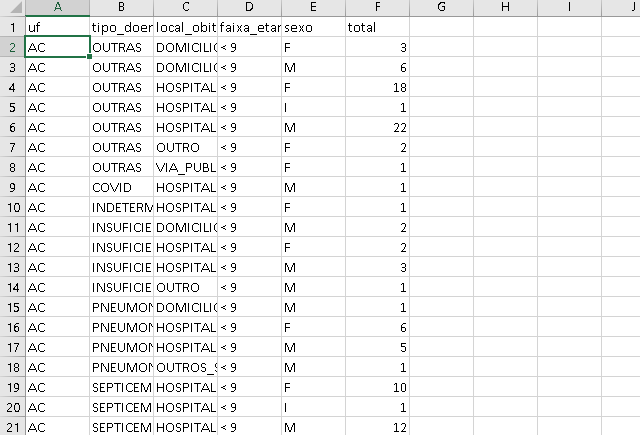 A B C D E F G H I J
1 uf tipo_doer local_obit faixa_etar sexo total
2 AC OUTRAS DOMICILIO < 9 F 3
3 AC OUTRAS DOMICILIO < 9 M 6
4 AC OUTRAS HOSPITAL < 9 F 18
5 AC OUTRAS HOSPITAL < 9 I 1
6 AC OUTRAS HOSPITAL < 9 M 22
7 AC OUTRAS OUTRO < 9 F 2
8 AC OUTRAS VIA_PUBL < 9 F 1
9 AC COVID HOSPITAL < 9 M 1
10 AC INDETERM HOSPITAL < 9 F 1
11 AC INSUFICIE DOMICILIO < 9 M 2
12 AC INSUFICIE HOSPITAL < 9 F 2
13 AC INSUFICIE HOSPITAL < 9 M 3
14 AC INSUFICIE OUTRO < 9 M 1
15 AC PNEUMON DOMICILIO < 9 M 1
16 AC PNEUMON HOSPITAL < 9 F 6
17 AC PNEUMON HOSPITAL < 9 M 5
18 AC PNEUMON OUTROS_S < 9 M 1
19 AC SEPTICEM HOSPITAL < 9 F 10
20 AC SEPTICEM HOSPITAL < 9 I 1
21 AC SEPTICEM HOSPITAL < 9 M 12